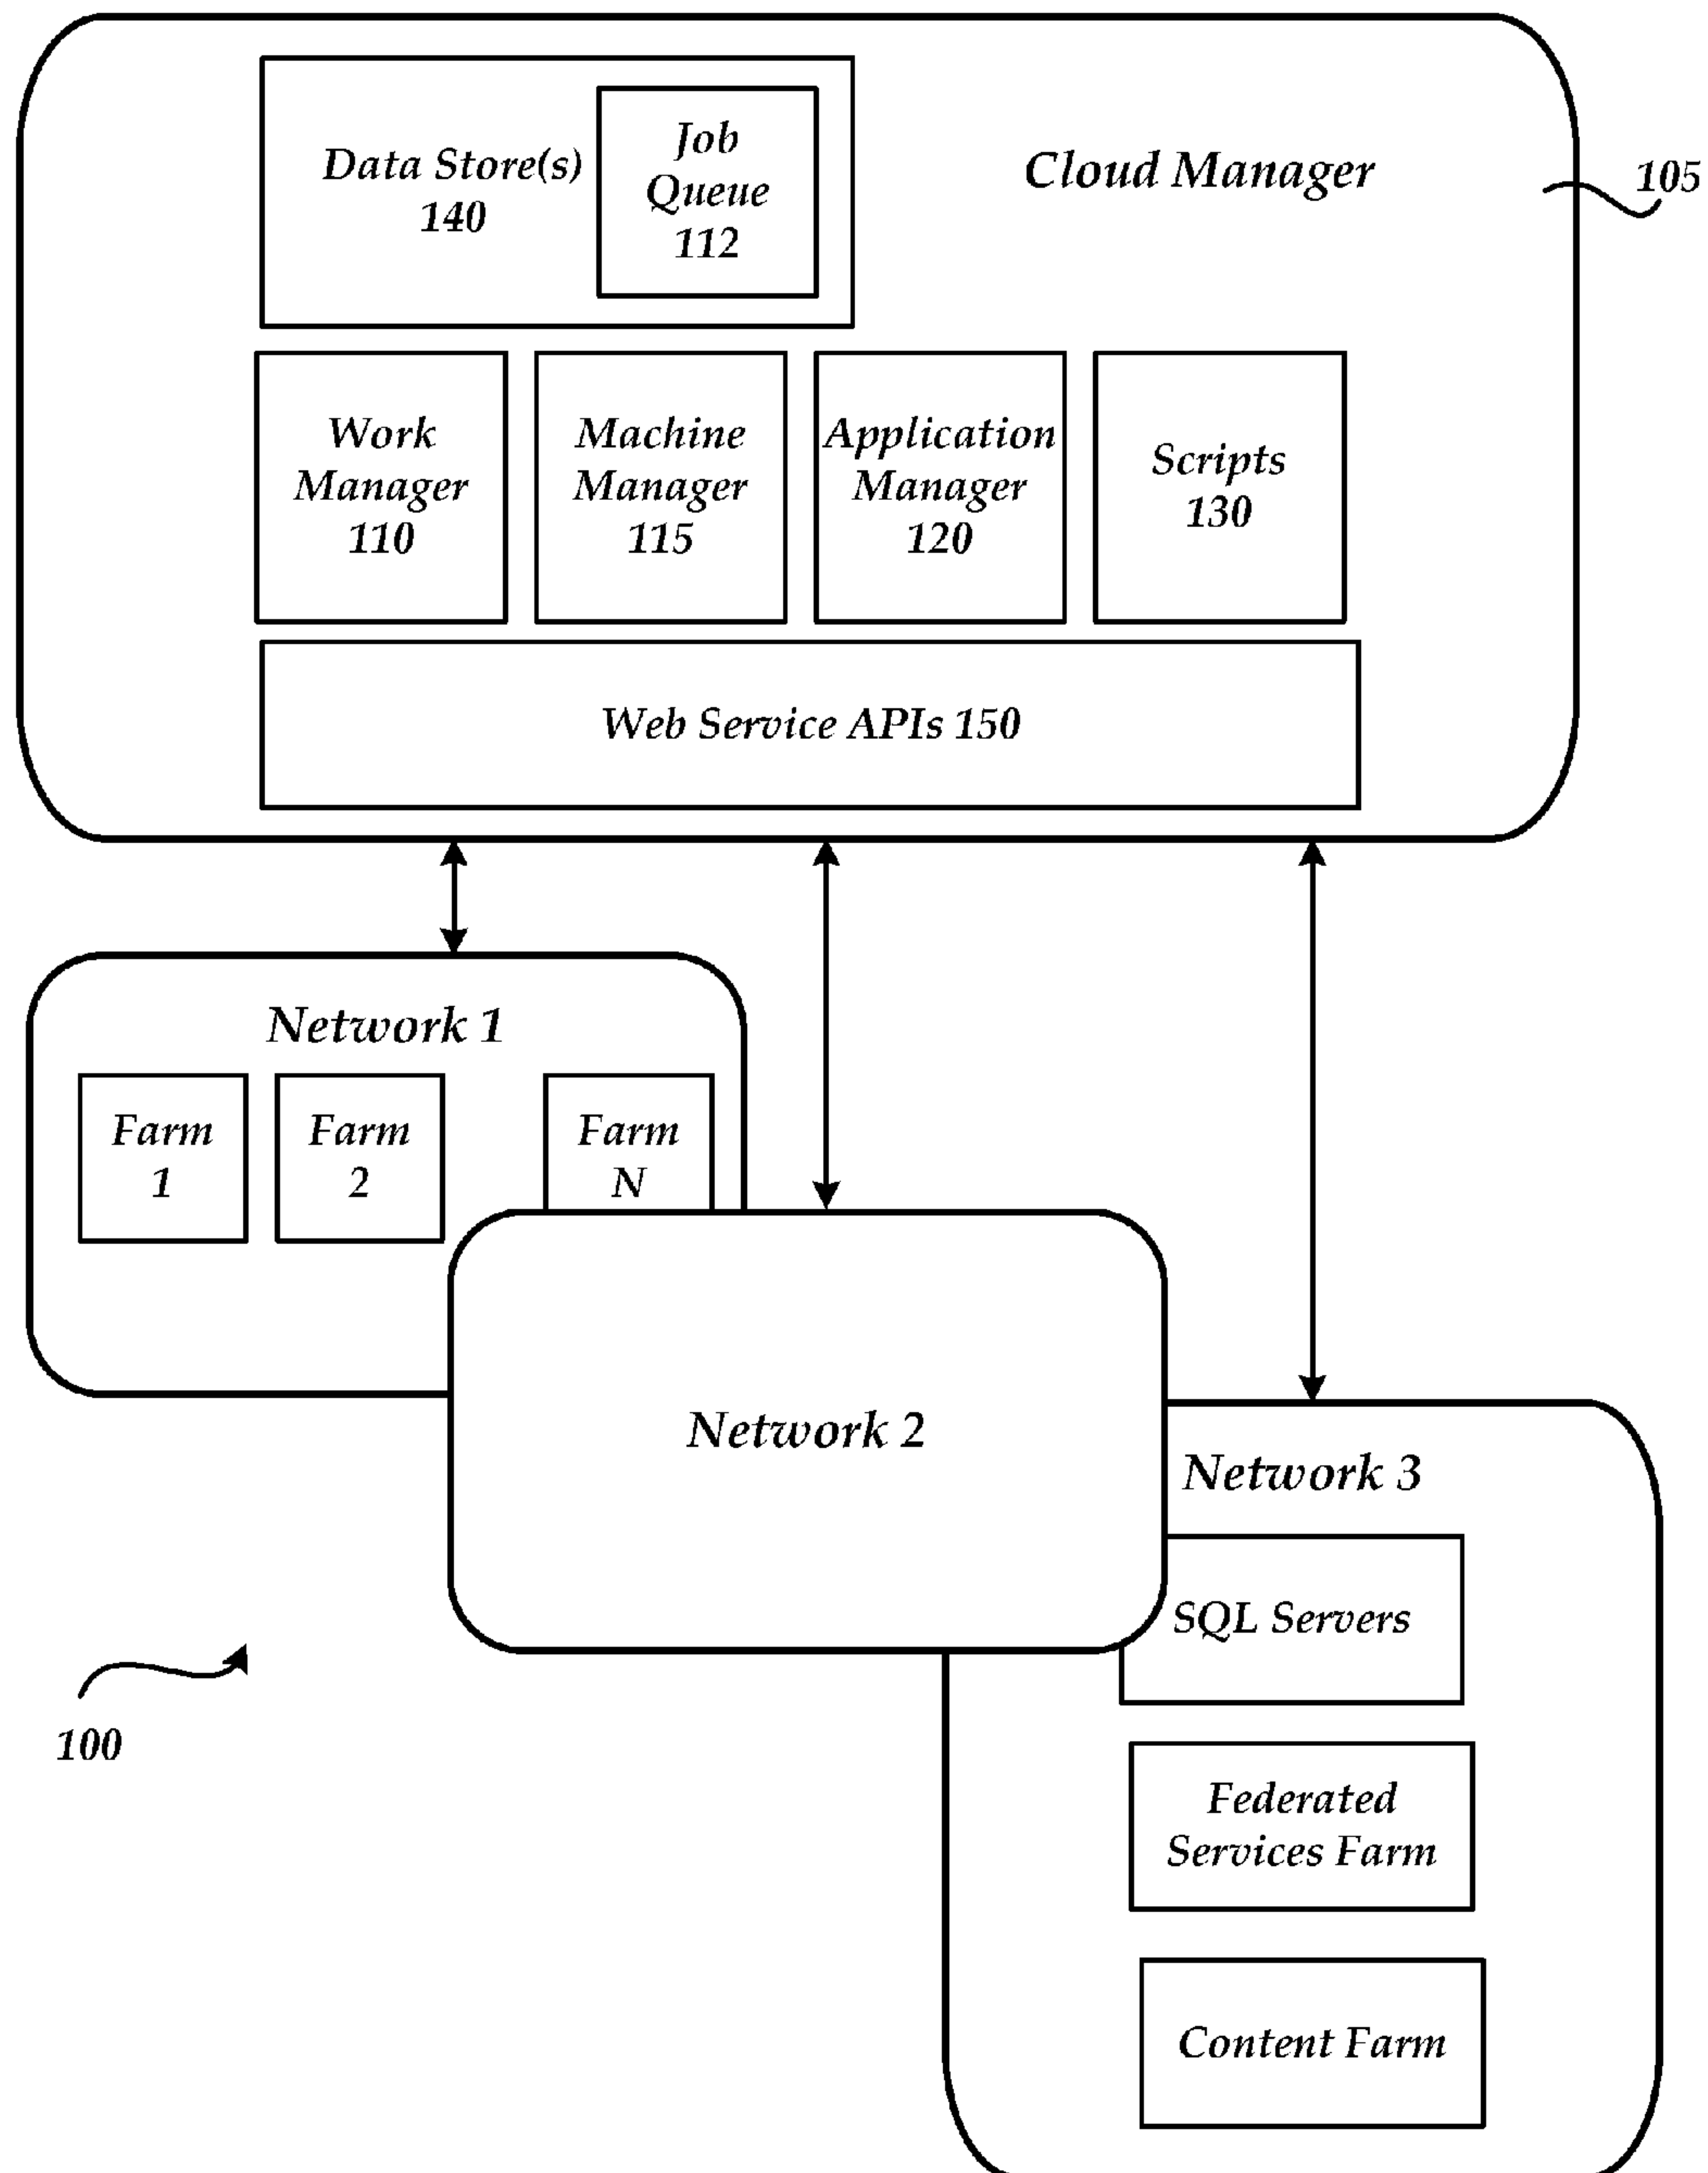 Data Store(s)
140
Job
Queue
112
Cloud Manager
105
Work
Manager
110
Machine
Manager
115
Application
Manager
120
Scripts
130
Web Service APIs 150
Network 1
Farm
1
Farm
2
Farm
N
Network 2
Network 3
SQL Servers
100
Federated
Services Farm
Content Farm